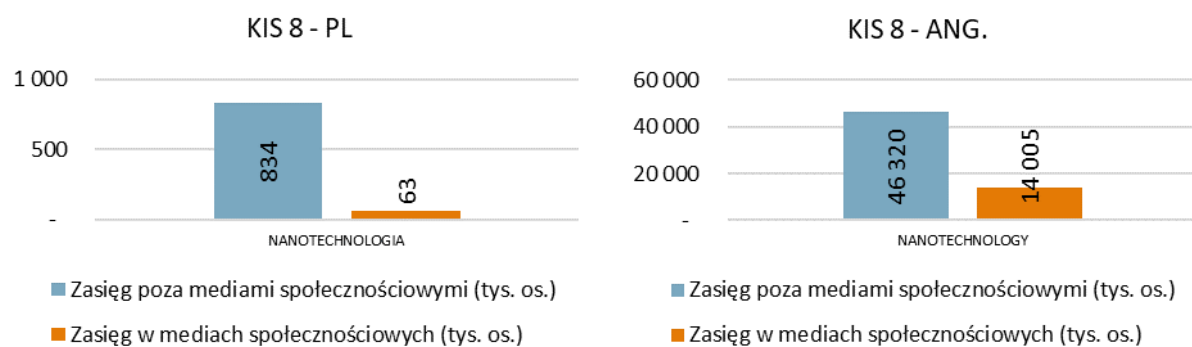 KIS 8 - PL
1 000
500
-
834
63
NANOTECHNOLOGIA
Zasięg poza mediami społecznościowymi (tys. os.)
Zasięg w mediach społecznościowych (tys. os.)
KIS 8 - ANG.
60 000
40 000
20 000
-
46 320
14 005
NANOTECHNOLOGY
Zasięg poza mediami społecznościowymi (tys. os.)
Zasięg w mediach społecznościowych (tys. os.)